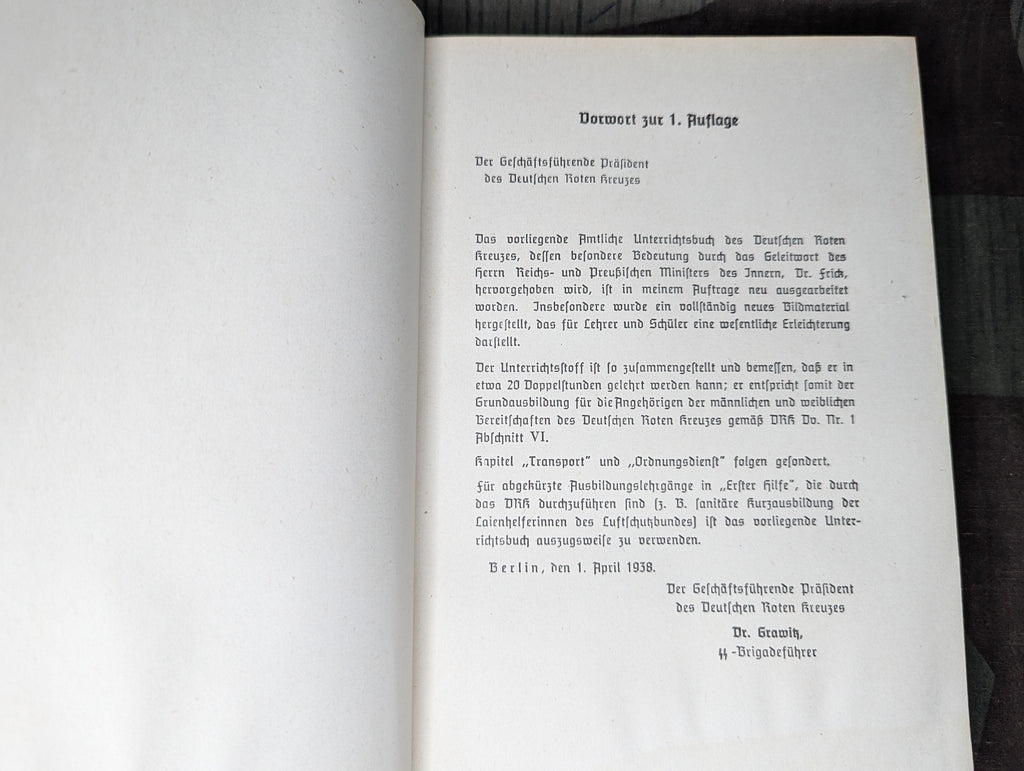 Vorwort zur 1. Auflage
Der Geschäftsführende Präsident
des Deutschen Roten Kreuzes
Das vorliegende Amtliche Unterrichtsbuch des Deutschen Roten
Kreuzes, dessen besondere Bedeutung durch das Geleitwort des
Herrn Reichs- und Preußischen Ministers des Innern, Dr. Frick,
hervorgehoben wird, ist in meinem Auftrage neu ausgearbeitet
worden. Insbesondere wurde ein vollständig neues Bildmaterial
hergestellt, das für Lehrer und Schüler eine wesentliche Erleichterung
darstellt.
Der Unterrichtsstoff ist so zusammengestellt und bemessen, daß er in
etwa 20 Doppelstunden gelehrt werden kann; er entspricht somit der
Grundausbildung für die Angehörigen der männlichen und weiblichen
Bereitschaften des Deutschen Roten Kreuzes gemäß DRK Dv. Nr. 1
Abschnitt VI.
Kapitel „Transport" und „Ordnungsdienst" folgen gesondert.
Für abgekürzte Ausbildungslehrgänge in „Erster Hilfe", die durch
das DRK durchzuführen sind (z. B. sanitäre Kurzausbildung der
Laienhelferinnen des Luftschutzbundes) ist das vorliegende Unter-
richtsbuch auszugsweise zu verwenden.
Berlin, den 1. April 1938.
Der Geschäftsführende Präsident
des Deutschen Roten Kreuzes
Dr. Grawitz,
ᛋᛋ-Brigadeführer